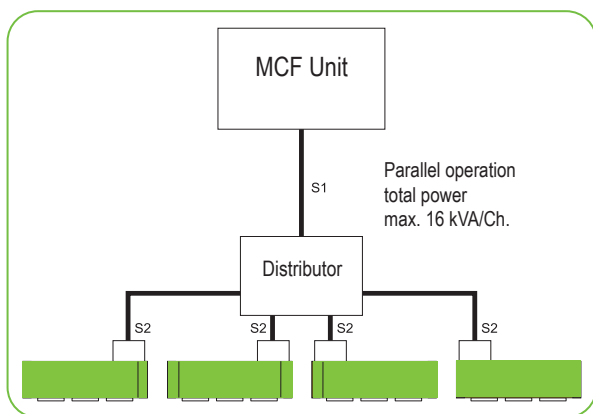 MCF Unit
S1
Parallel operation
total power
max. 16 kVA/Ch.
Distributor
S2
S2
S2
S2